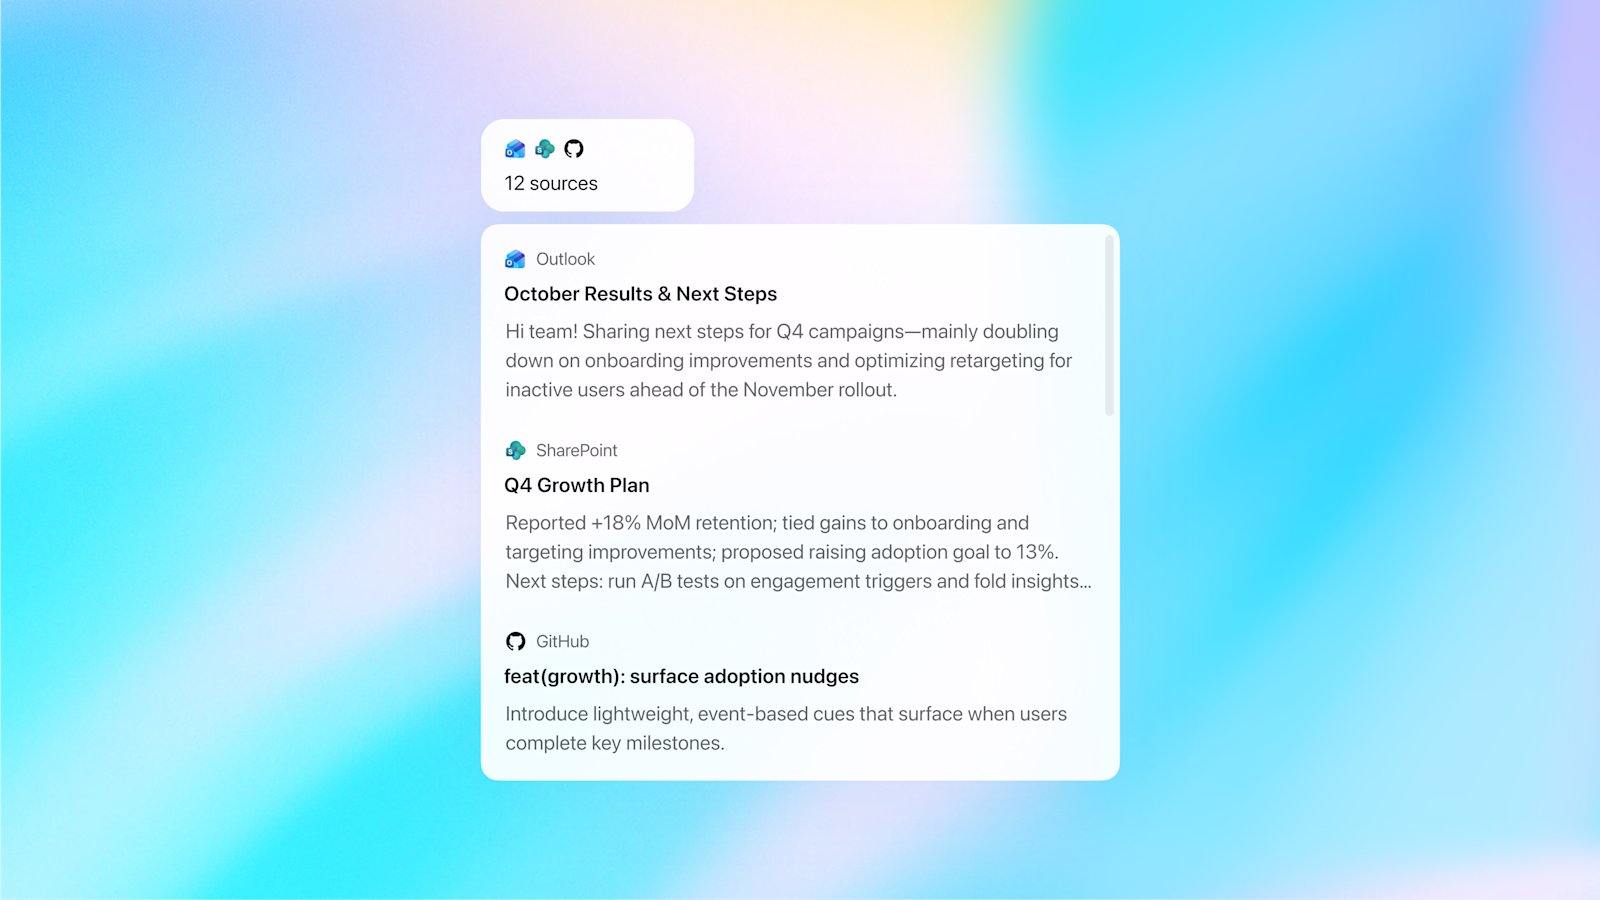 12 sources
Outlook
October Results & Next Steps
Hi team! Sharing next steps for Q4 campaigns—mainly doubling
down on onboarding improvements and optimizing retargeting for
inactive users ahead of the November rollout.
SharePoint
Q4 Growth Plan
Reported +18% MoM retention; tied gains to onboarding and
targeting improvements; proposed raising adoption goal to 13%.
Next steps: run A/B tests on engagement triggers and fold insights...
GitHub
feat(growth): surface adoption nudges
Introduce lightweight, event-based cues that surface when users
complete key milestones.